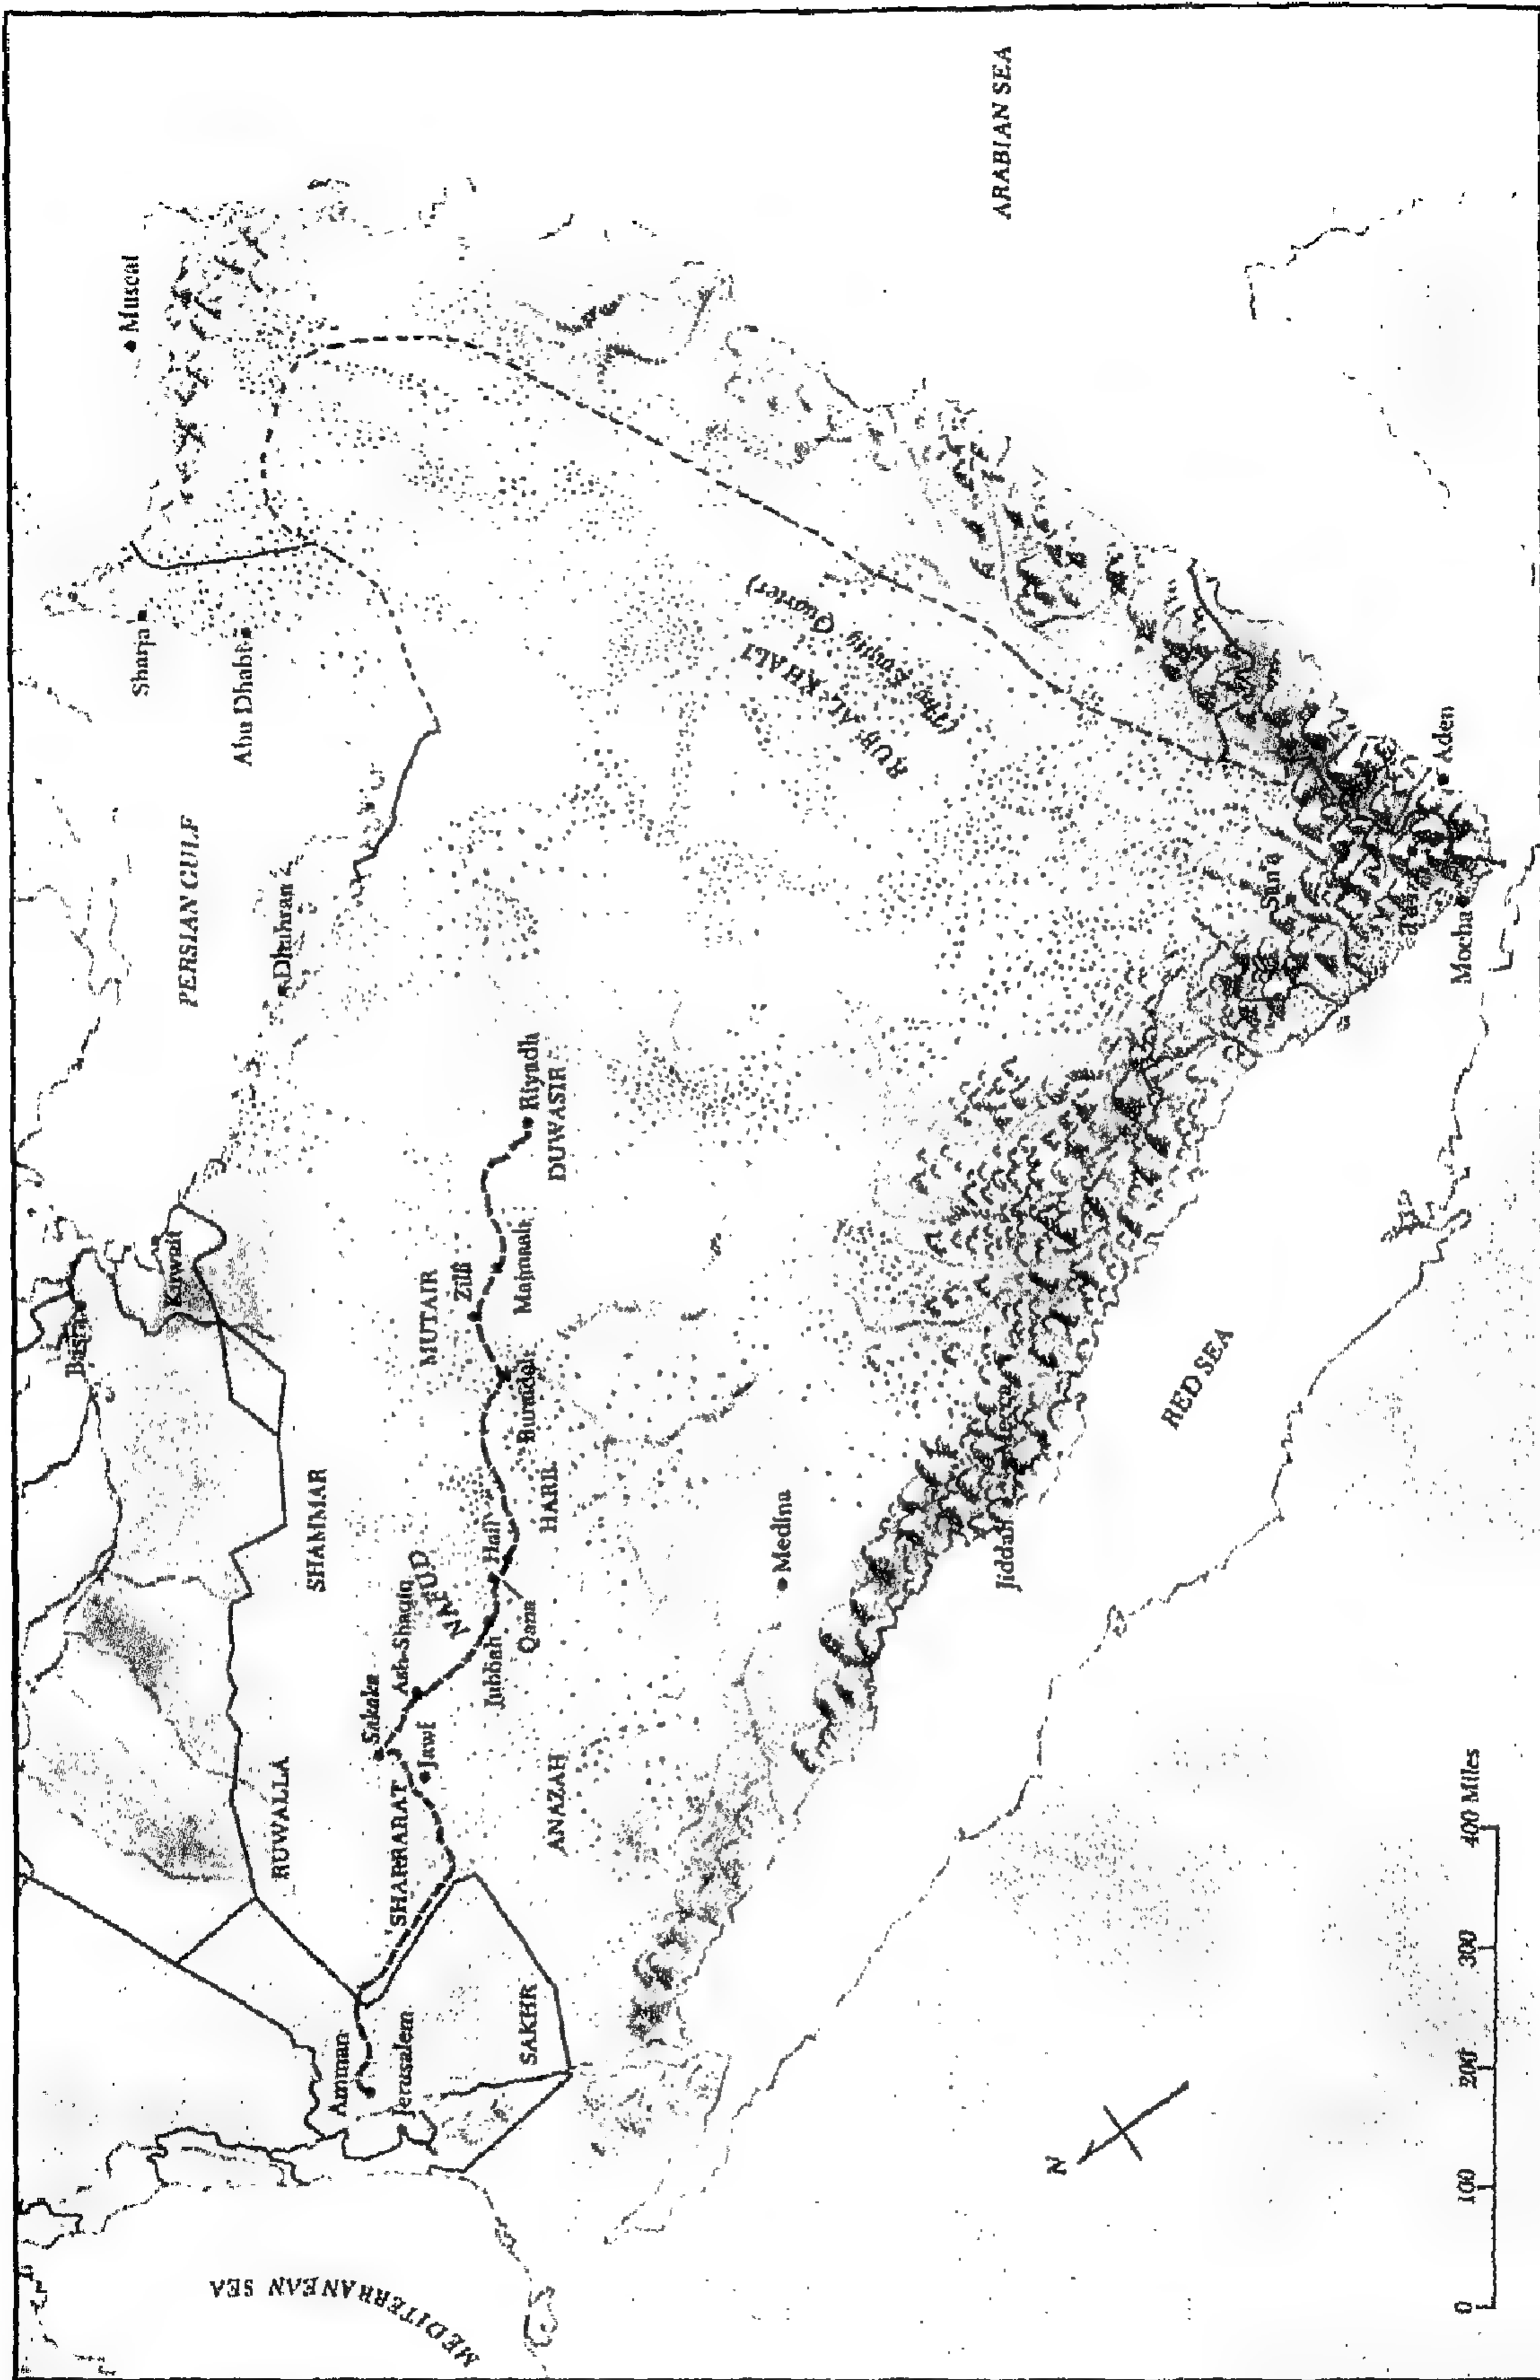 MEDITERRANEAN SEA
Amman
Jerusalem
SAKHR
RUWALLA
SHARRARAT
Sakaka
Jawf
ANAZAH
Ash-Shaqiq
NAFUD
Jubbah
Qana
Hail
HARB
SHAMMAR
Buraidah
MUTAIR
Zilfi
Majmaah
Riyadh
DUWASIR
Basra
Kuwait
PERSIAN GULF
Dhahran
Abu Dhabi
Sharja
Muscat
ARABIAN SEA
RUB' AL-KHALI
(The Empty Quarter)
Medina
Jiddah
Mecca
RED SEA
San'a
Mocha
Aden
N
0 100 200 300 400 Miles